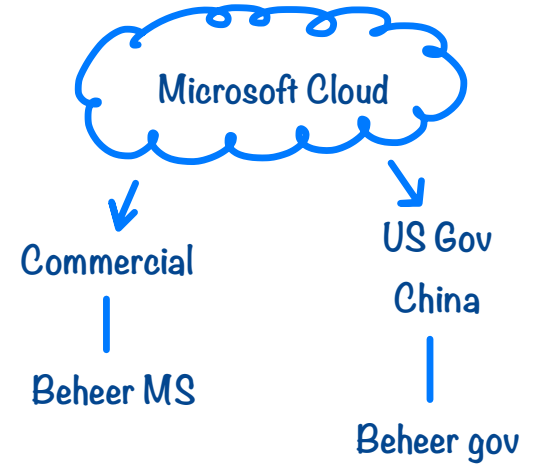 Microsoft Cloud
Commercial
Beheer MS
US Gov
China
Beheer gov